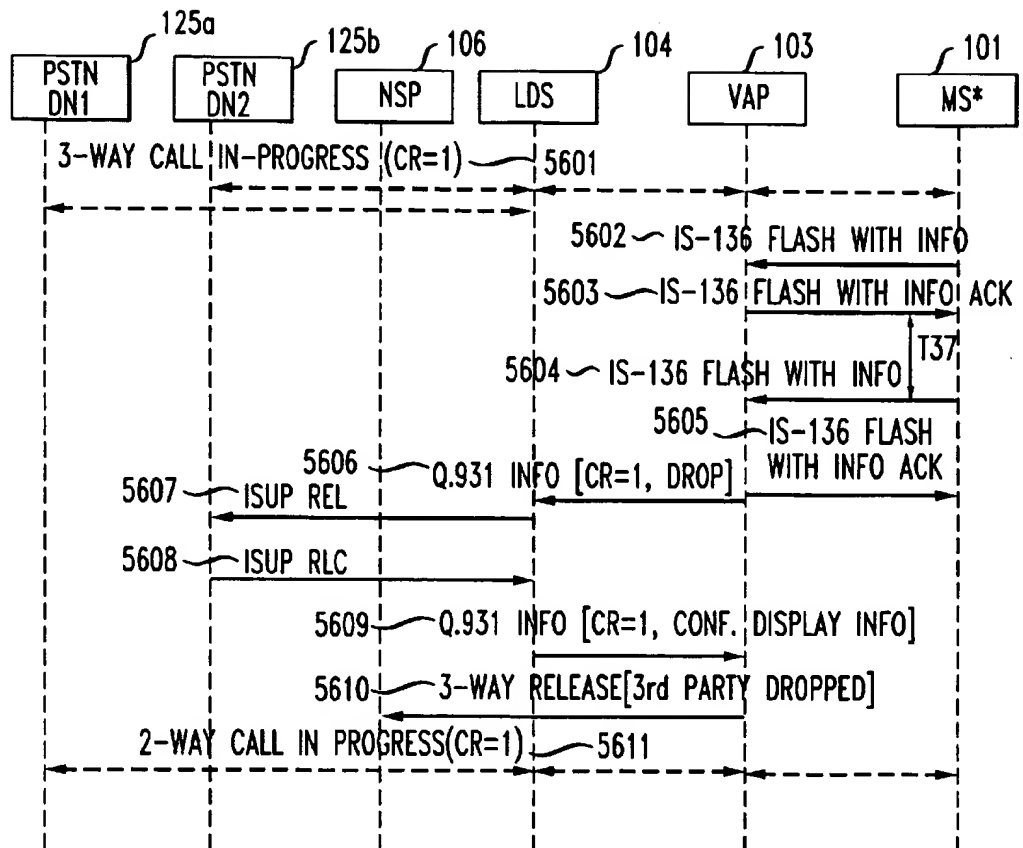 125a
125b
106
104
103
101
PSTN
DN1
PSTN
DN2
NSP
LDS
VAP
MS*
3-WAY CALL IN-PROGRESS (CR=1)
5601
5602
IS-136 FLASH WITH INFO
5603
IS-136 FLASH WITH INFO ACK
T37
5604
IS-136 FLASH WITH INFO
5605
IS-136 FLASH
WITH INFO ACK
5606
Q.931 INFO [CR=1, DROP]
5607
ISUP REL
5608
ISUP RLC
5609
Q.931 INFO [CR=1, CONF. DISPLAY INFO]
5610
3-WAY RELEASE[3rd PARTY DROPPED]
2-WAY CALL IN PROGRESS(CR=1)
5611